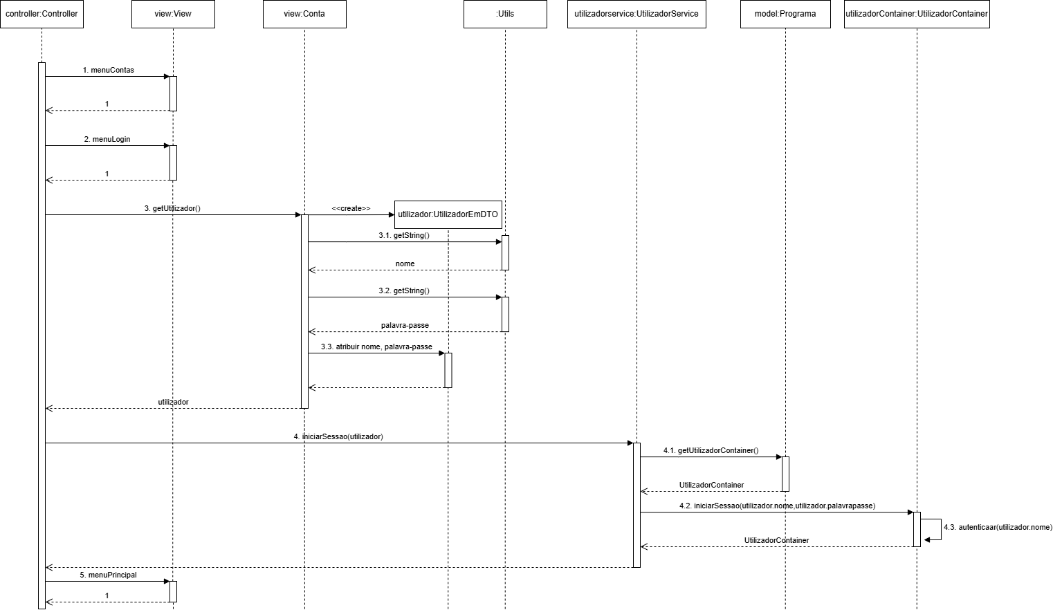 controller:Controller
view:View
view:Conta
:Utils
utilizadorservice:UtilizadorService
model:Programa
utilizadorContainer:UtilizadorContainer
1. menuContas
1
2. menuLogin
1
3. getUtilizador()
<<create>>
utilizador:UtilizadorEmDTO
3.1. getString()
nome
3.2. getString()
palavra-passe
3.3. atribuir nome, palavra-passe
utilizador
4. iniciarSessao(utilizador)
4.1. getUtilizadorContainer()
UtilizadorContainer
4.2. iniciarSessao(utilizador.nome,utilizador.palavrapasse)
4.3. autenticaar(utilizador.nome)
UtilizadorContainer
5. menuPrincipal
1